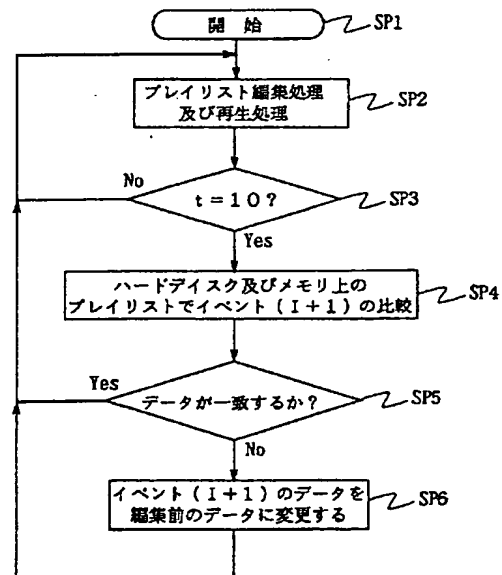 開 始
SP1
プレイリスト編集処理
及び再生処理
SP2
No
t=10?
SP3
Yes
ハードデイスク及びメモリ上の
プレイリストでイベント(I+1)の比較
SP4
Yes
データが一致するか?
SP5
No
イベント(I+1)のデータを
編集前のデータに変更する
SP6